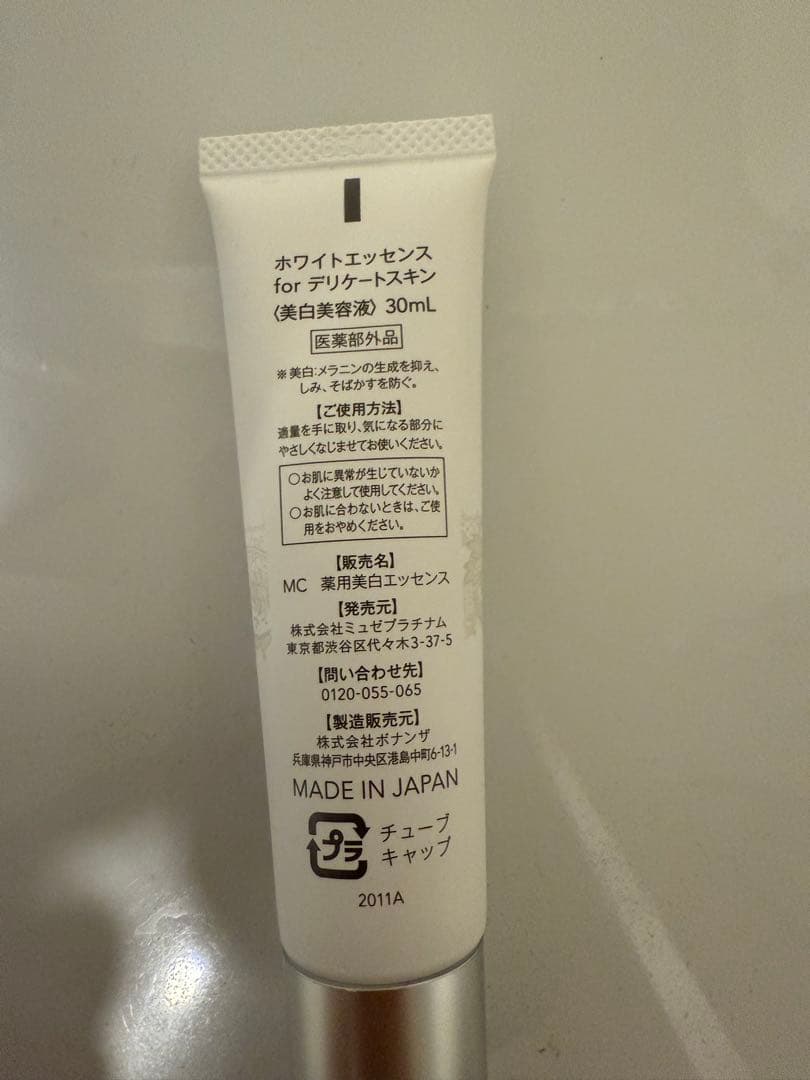 ホワイトエッセンス
for デリケートスキン
〈美白美容液〉 30mL
医薬部外品
※美白:メラニンの生成を抑え、
しみ、そばかすを防ぐ。
【ご使用方法】
適量を手に取り、気になる部分に
やさしくなじませてお使いください。
○お肌に異常が生じていないか
よく注意して使用してください。
○お肌に合わないときは、ご使
用をおやめください。
【販売名】
MC 薬用美白エッセンス
【発売元】
株式会社ミュゼプラチナム
東京都渋谷区代々木3-37-5
【問い合わせ先】
0120-055-065
【製造販売元】
株式会社ボナンザ
兵庫県神戸市中央区港島中町6-13-1
MADE IN JAPAN
プラ
チューブ
キャップ
2011A